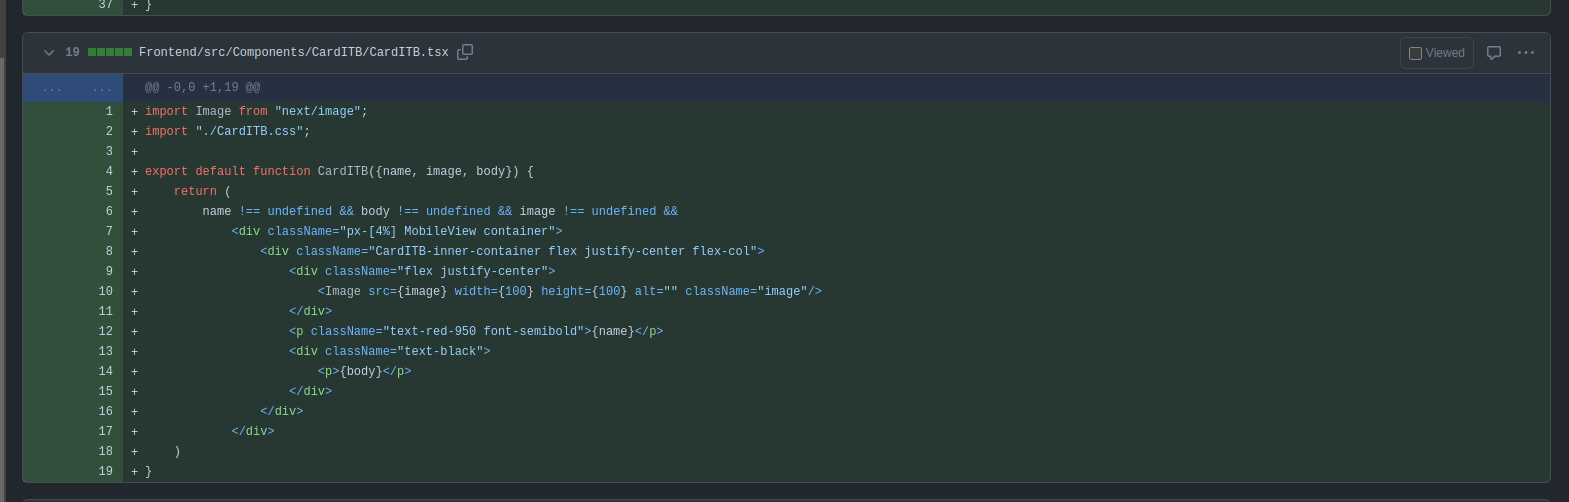 37 + }
19 Frontend/src/Components/CardITB/CardITB.tsx Viewed ...
... ... @@ -0,0 +1,19 @@
1 + import Image from "next/image";
2 + import "./CardITB.css";
3 +
4 + export default function CardITB({name, image, body}) {
5 +     return (
6 +         name !== undefined && body !== undefined && image !== undefined &&
7 +             <div className="px-[4%] MobileView container">
8 +                 <div className="CardITB-inner-container flex justify-center flex-col">
9 +                     <div className="flex justify-center">
10 +                         <Image src={image} width={100} height={100} alt="" className="image"/>
11 +                     </div>
12 +                     <p className="text-red-950 font-semibold">{name}</p>
13 +                     <div className="text-black">
14 +                         <p>{body}</p>
15 +                     </div>
16 +                 </div>
17 +             </div>
18 +     )
19 + }